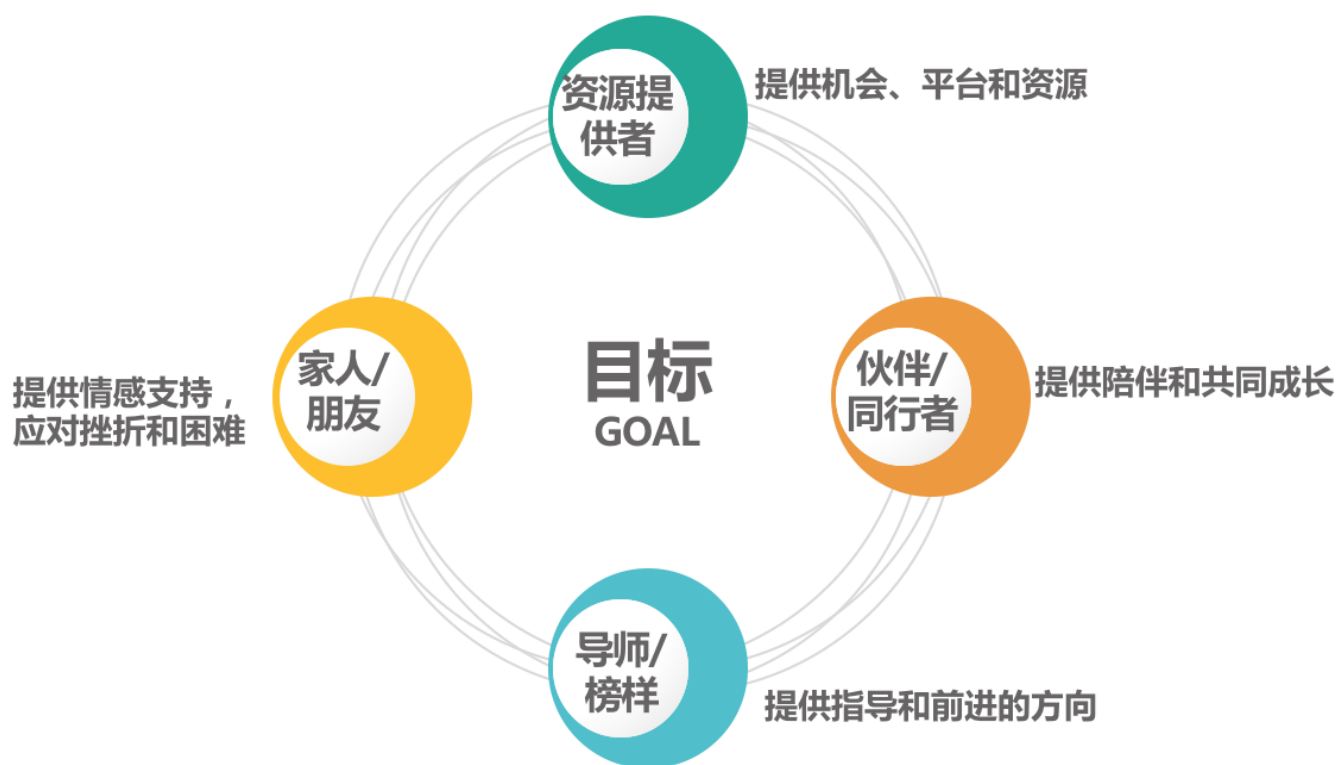 资源提
供者
提供机会、平台和资源
家人/
朋友
提供情感支持，
应对挫折和困难
目标
GOAL
伙伴/
同行者
提供陪伴和共同成长
导师/
榜样
提供指导和前进的方向